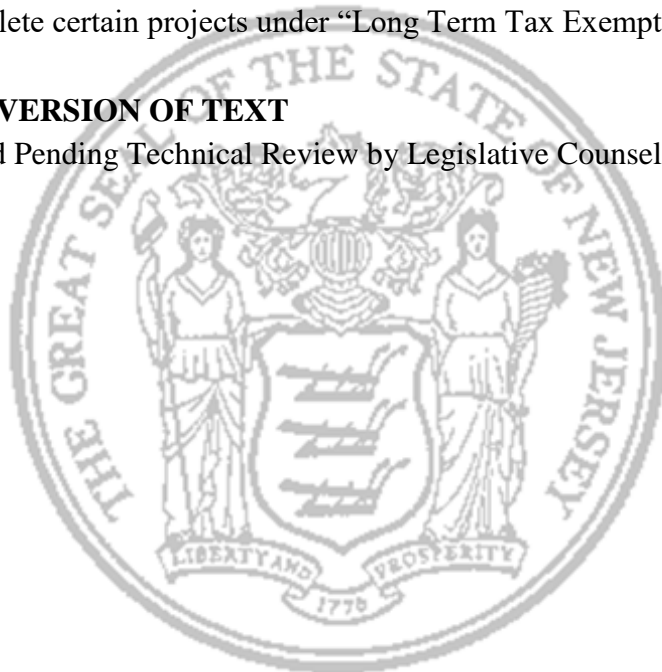 lete certain projects under “Long Term Tax Exempt
VERSION OF TEXT
d Pending Technical Review by Legislative Counsel
THE GREAT SEAL OF THE STATE OF NEW JERSEY
LIBERTY AND PROSPERITY
1776